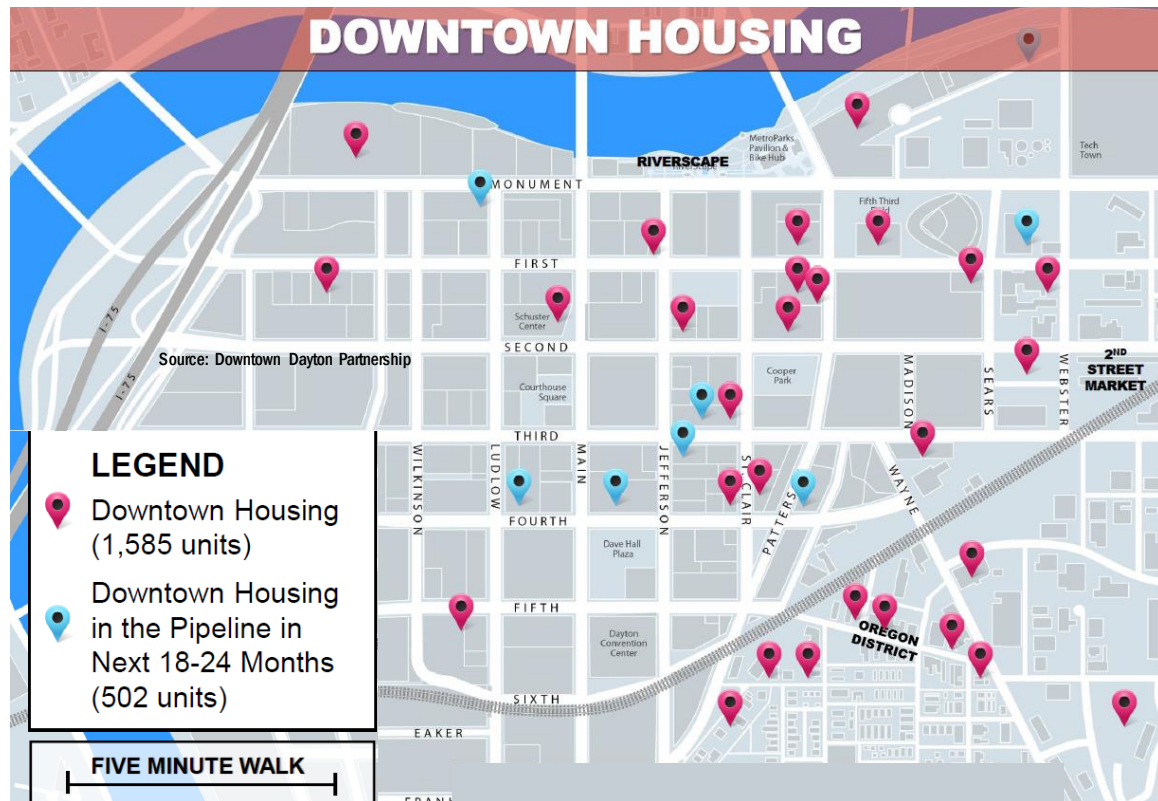 DOWNTOWN HOUSING
MetroParks
Pavilion &
Bike Hub
RIVERSCAPE
Tech
Town
MONUMENT
Fifth Third
FIRST
I-75
Schuster
Center
SECOND
Source: Downtown Dayton Partnership
I-75
Courthouse
Square
Cooper
Park
MADISON
SEARS
WEBSTER
2ND
STREET
MARKET
THIRD
WILKINSON
LUDLOW
MAIN
JEFFERSON
ST. CLAIR
PATTERS
WAYNE
FOURTH
Dave Hall
Plaza
FIFTH
Dayton
Convention
Center
OREGON
DISTRICT
SIXTH
EAKER
LEGEND
Downtown Housing
(1,585 units)
Downtown Housing
in the Pipeline in
Next 18-24 Months
(502 units)
FIVE MINUTE WALK